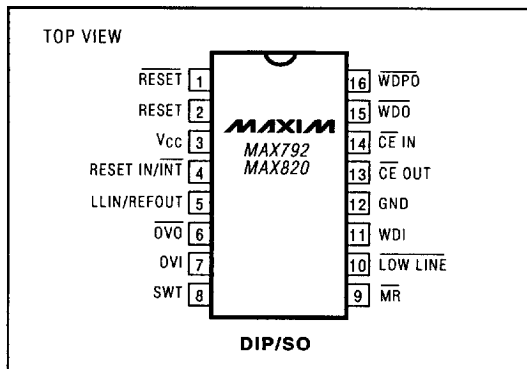 TOP VIEW
RESET 1
RESET 2
VCC 3
RESET IN/INT 4
LLIN/REFOUT 5
OVO 6
OVI 7
SWT 8
MAXIM
MAX792
MAX820
16 WDPO
15 WDO
14 CE IN
13 CE OUT
12 GND
11 WDI
10 LOW LINE
9 MR
DIP/SO